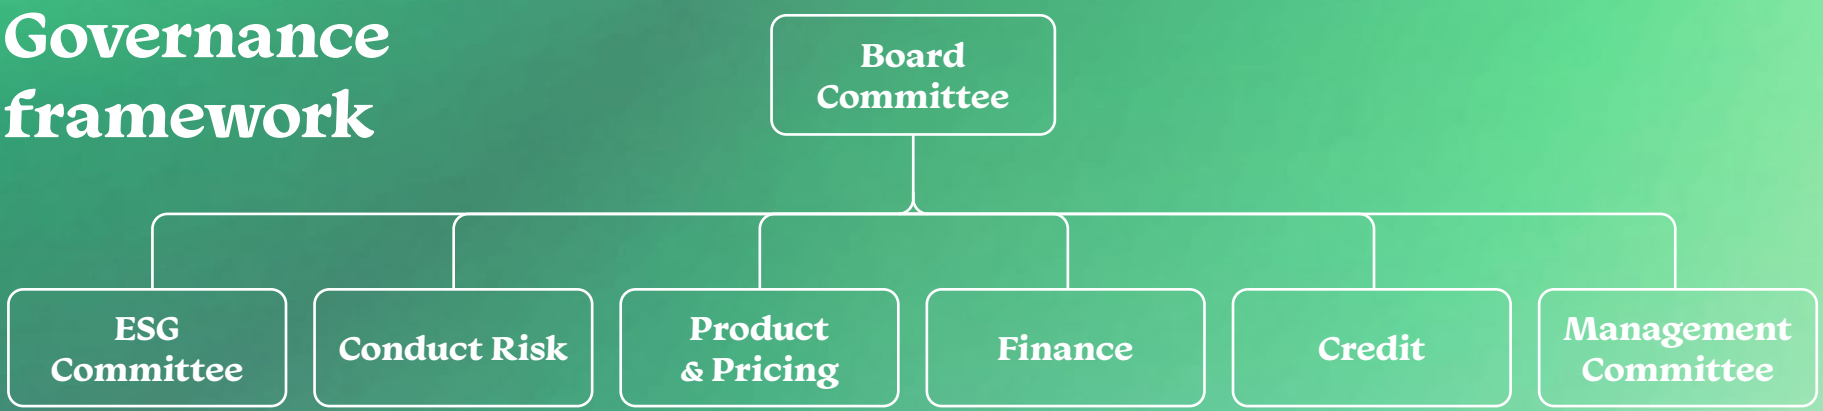 Governance
framework
Board
Committee
ESG
Committee
Conduct Risk
Product
& Pricing
Finance
Credit
Management
Committee